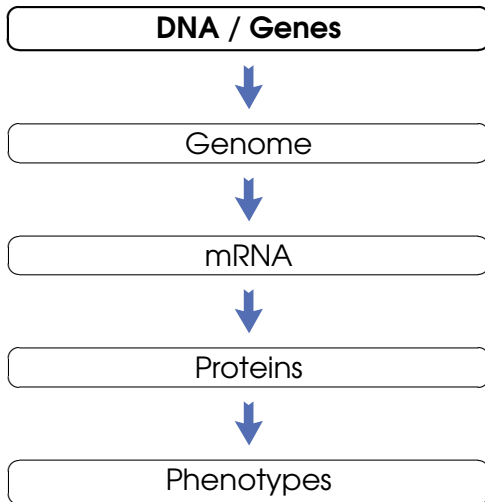 DNA / Genes
Genome
mRNA
Proteins
Phenotypes